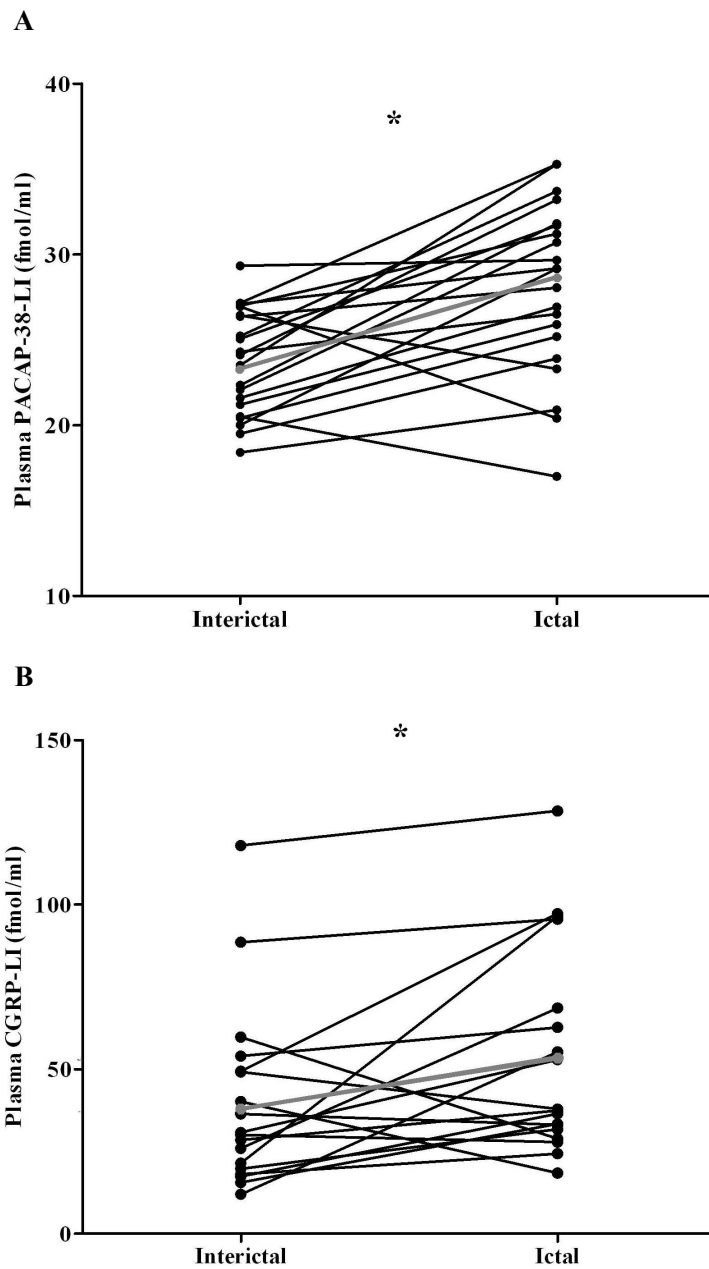 A
40
*
30
Plasma PACAP-38-LI (fmol/ml)
20
10
Interictal
Ictal
B
150
*
100
Plasma CGRP-LI (fmol/ml)
50
0
Interictal
Ictal